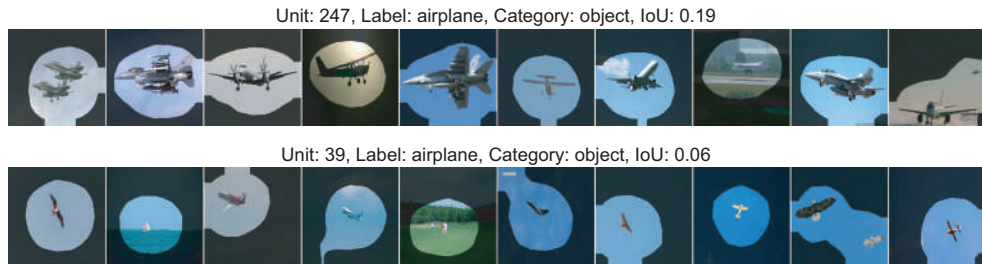 Unit: 247, Label: airplane, Category: object, IoU: 0.19
Unit: 39, Label: airplane, Category: object, IoU: 0.06